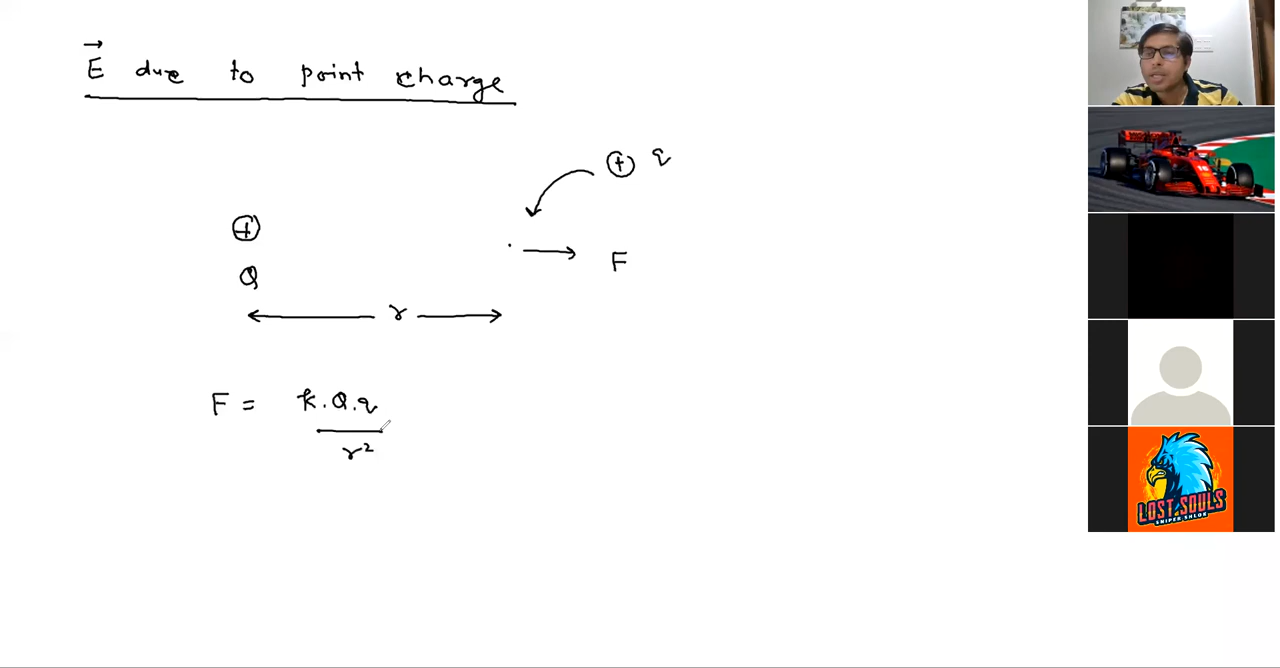 E due to point charge
+ q
+
Q
F
r
F = k.Q.q
r²
LOST SOULS
SNIPER SHLOK